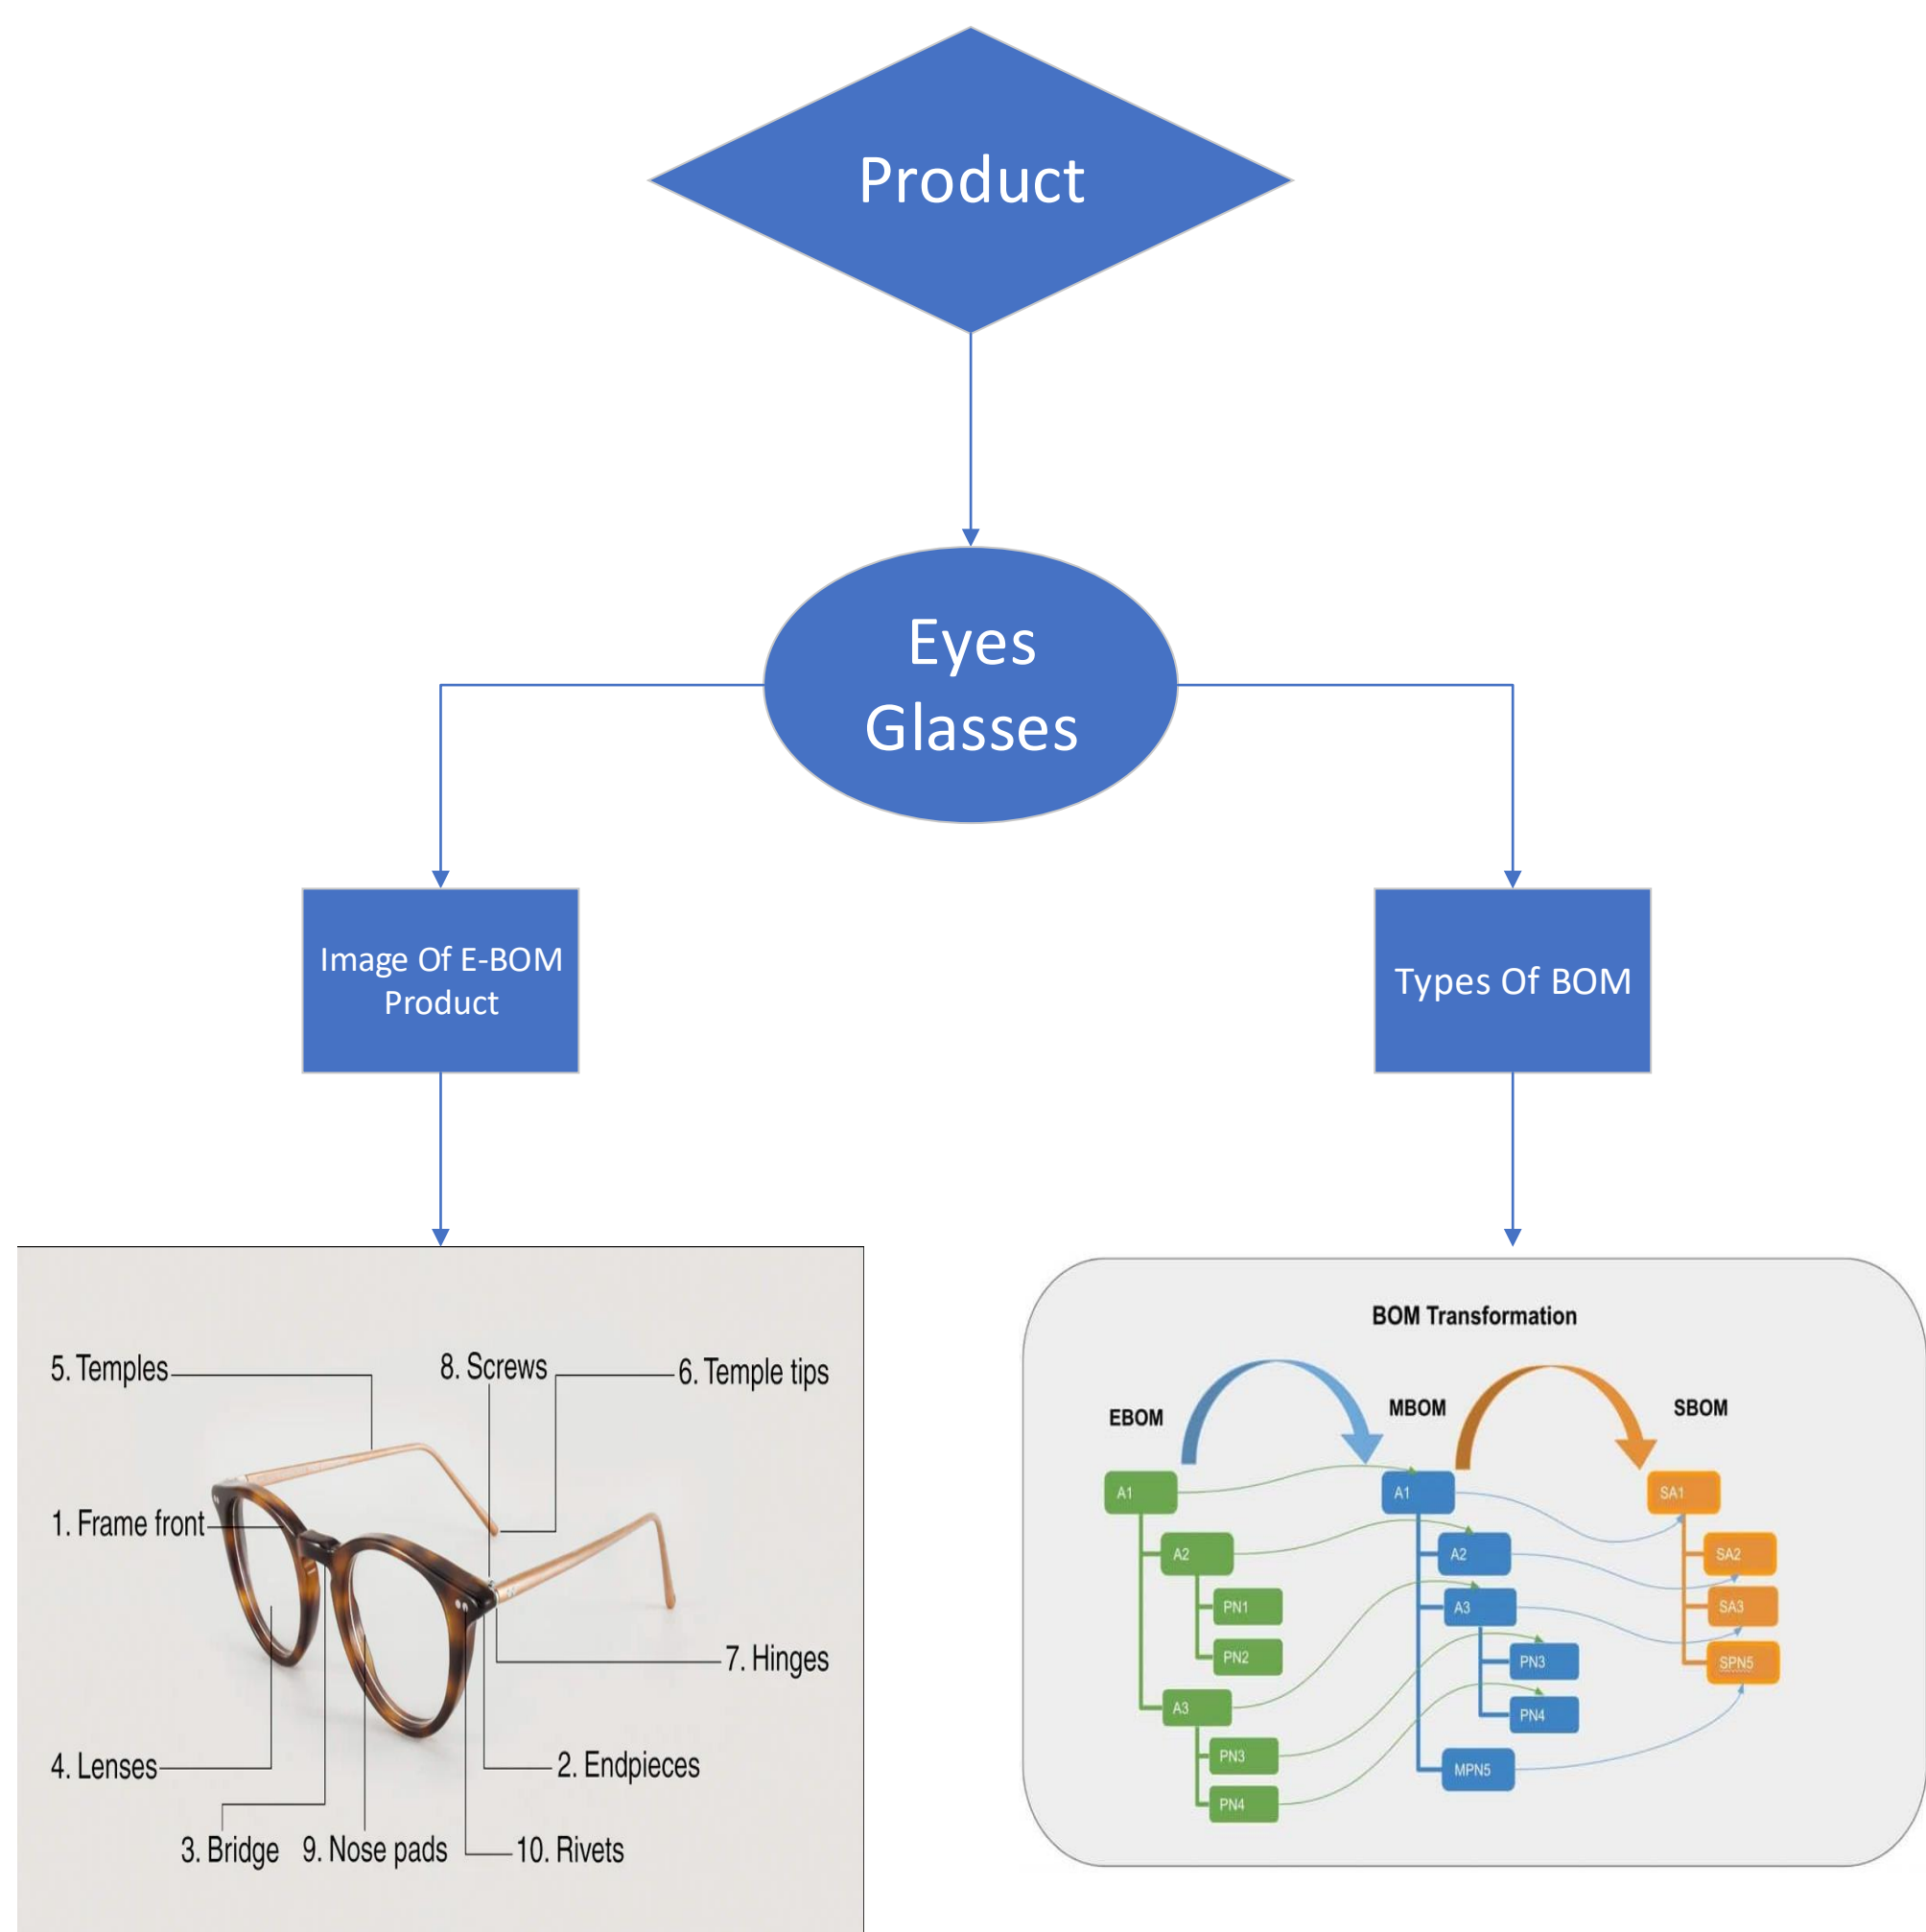 Product
Eyes
Glasses
Image Of E-BOM
Product
Types Of BOM
5. Temples
8. Screws
6. Temple tips
1. Frame front
7. Hinges
4. Lenses
2. Endpieces
3. Bridge
9. Nose pads
10. Rivets
BOM Transformation
EBOM
MBOM
SBOM
A1
A2
PN1
PN2
A3
PN3
PN4
A1
A2
A3
PN3
PN4
MPN5
SA1
SA2
SA3
SPN5